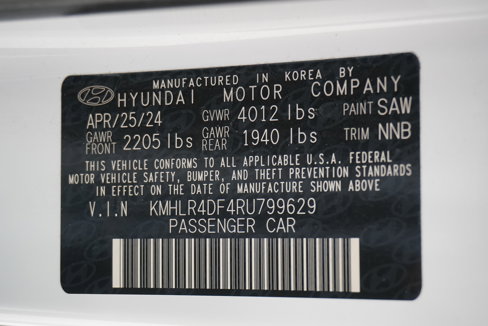 MANUFACTURED IN KOREA BY
HYUNDAI MOTOR COMPANY
APR/25/24 GVWR 4012 lbs PAINT SAW
GAWR FRONT 2205 lbs GAWR REAR 1940 lbs TRIM NNB
THIS VEHICLE CONFORMS TO ALL APPLICABLE U.S.A. FEDERAL
MOTOR VEHICLE SAFETY, BUMPER, AND THEFT PREVENTION STANDARDS
IN EFFECT ON THE DATE OF MANUFACTURE SHOWN ABOVE
V.I.N KMHLR4DF4RU799629
PASSENGER CAR